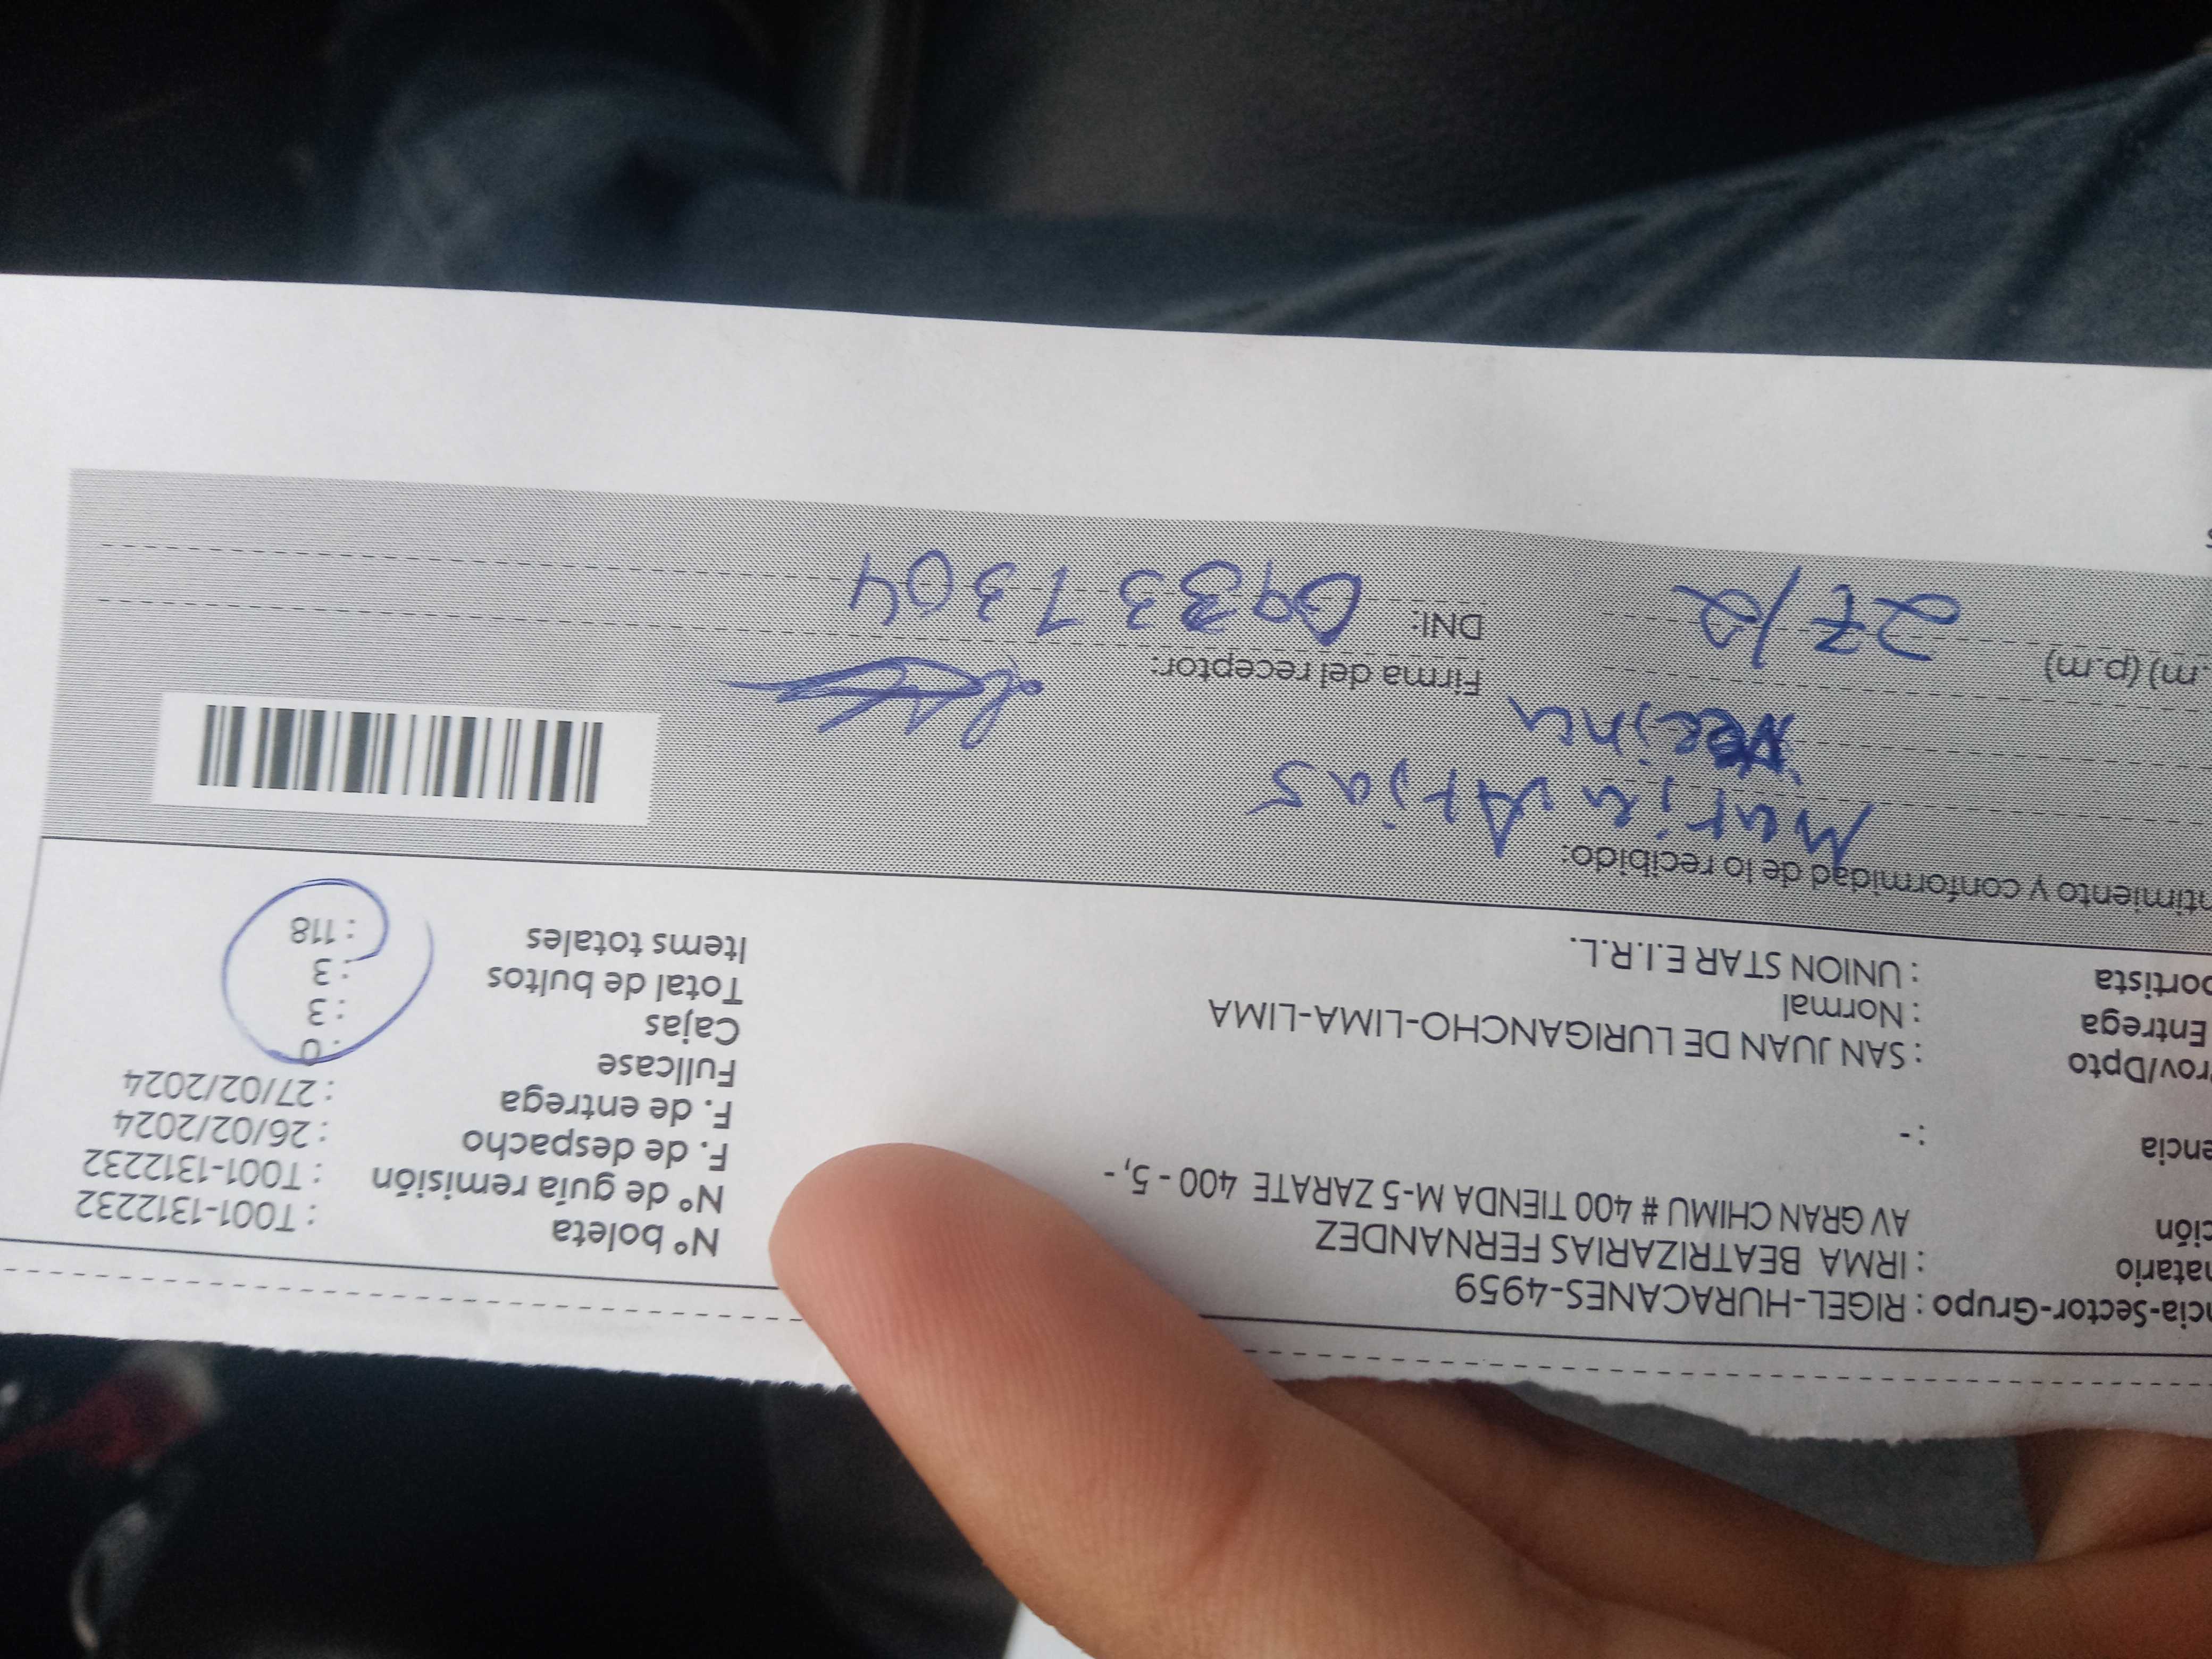 ncia-Sector-Grupo : RIGEL-HURACANES-4959
natario : IRMA BEATRIZARIAS FERNANDEZ
ción AV GRAN CHIMU # 400 TIENDA M-5 ZARATE 400 - 5, -
encia : -
rov/Dpto : SAN JUAN DE LURIGANCHO-LIMA-LIMA
Entrega : Normal
portista : UNION STAR E.I.R.L.
N° boleta : T001-1312232
N° de guía remisión : T001-1312232
F. de despacho : 26/02/2024
F. de entrega : 27/02/2024
Fullcase : 0
Cajas : 3
Total de bultos : 3
Items totales : 118
ntimiento y conformidad de lo recibido:
Maria Arias
Vecina
Firma del receptor:
.m) (p.m)
27/2
DNI: 09337304
s